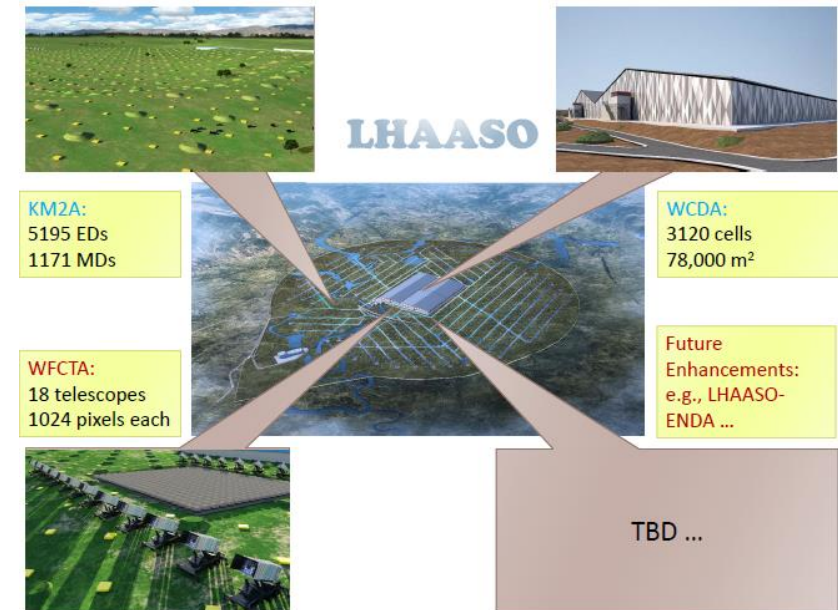 LHAASO
KM2A:
5195 EDs
1171 MDs
WCDA:
3120 cells
78,000 m²
WFCTA:
18 telescopes
1024 pixels each
Future
Enhancements:
e.g., LHAASO-
ENDA ...
TBD ...